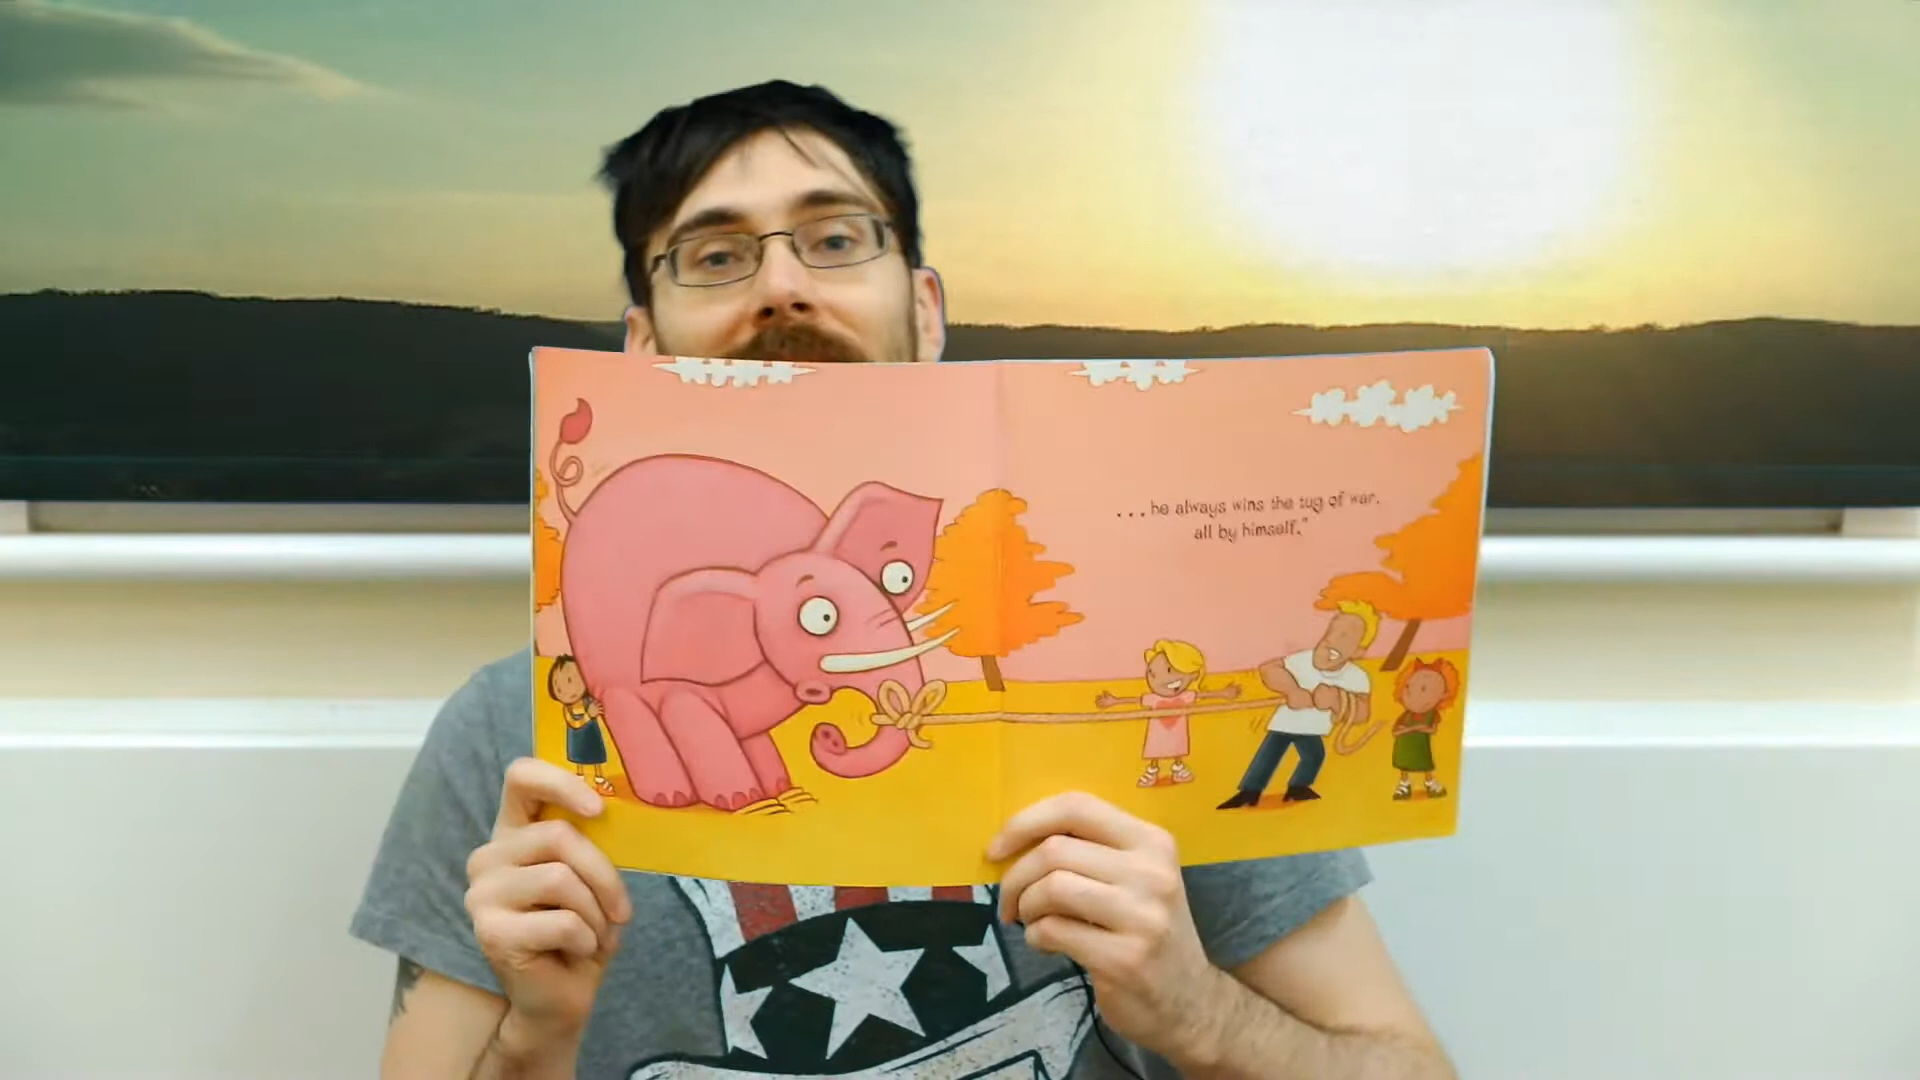 ...he always wins the tug of war.
all by himself."